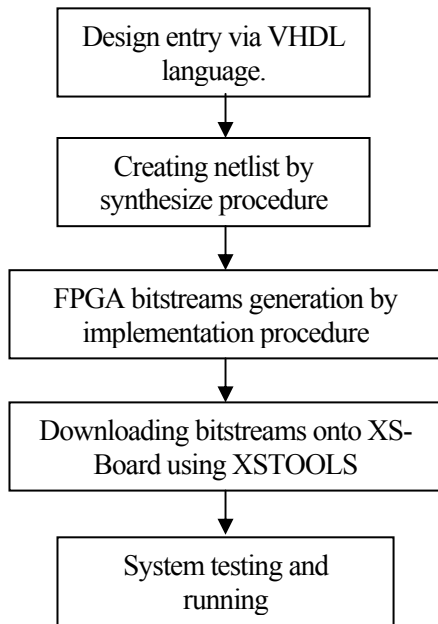 Design entry via VHDL
language.
Creating netlist by
synthesize procedure
FPGA bitstreams generation by
implementation procedure
Downloading bitstreams onto XS-
Board using XSTOOLS
System testing and
running